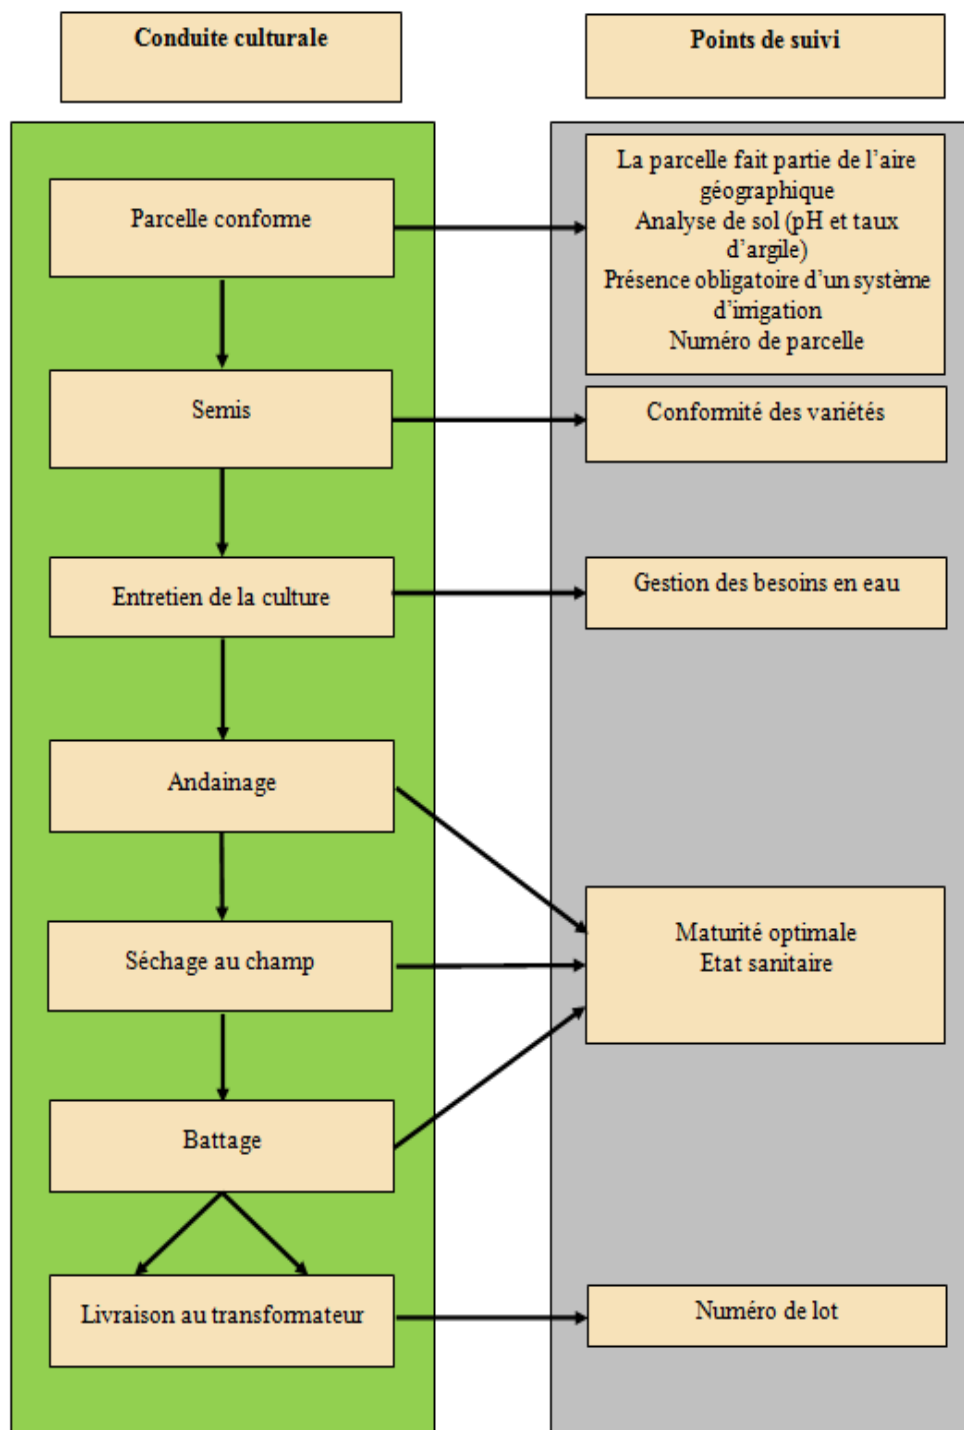 Conduite culturale
Points de suivi
Parcelle conforme
La parcelle fait partie de l’aire
géographique
Analyse de sol (pH et taux
d’argile)
Présence obligatoire d’un système
d’irrigation
Numéro de parcelle
Semis
Conformité des variétés
Entretien de la culture
Gestion des besoins en eau
Andainage
Séchage au champ
Maturité optimale
Etat sanitaire
Battage
Livraison au transformateur
Numéro de lot